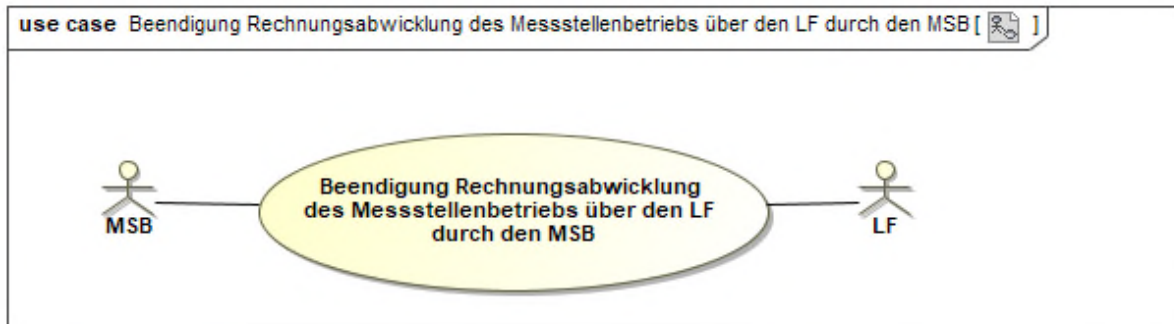 use case Beendigung Rechnungsabwicklung des Messstellenbetriebs über den LF durch den MSB [ ]
Beendigung Rechnungsabwicklung
des Messstellenbetriebs über den LF
durch den MSB
MSB
LF